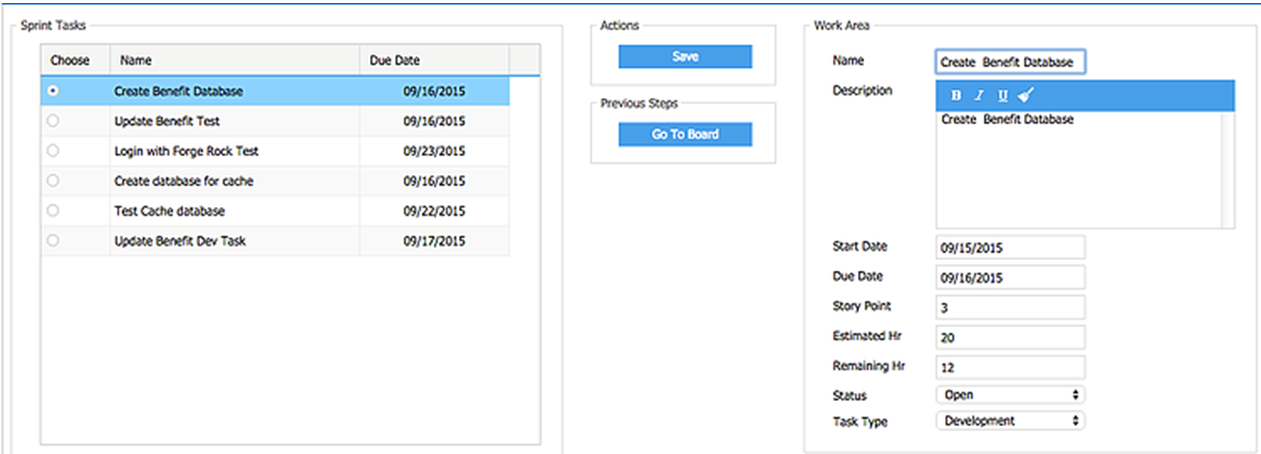 Sprint Tasks
Choose Name Due Date
Create Benefit Database 09/16/2015
Update Benefit Test 09/16/2015
Login with Forge Rock Test 09/23/2015
Create database for cache 09/16/2015
Test Cache database 09/22/2015
Update Benefit Dev Task 09/17/2015
Actions
Save
Previous Steps
Go To Board
Work Area
Name Create Benefit Database
Description B I U
Create Benefit Database
Start Date 09/15/2015
Due Date 09/16/2015
Story Point 3
Estimated Hr 20
Remaining Hr 12
Status Open
Task Type Development